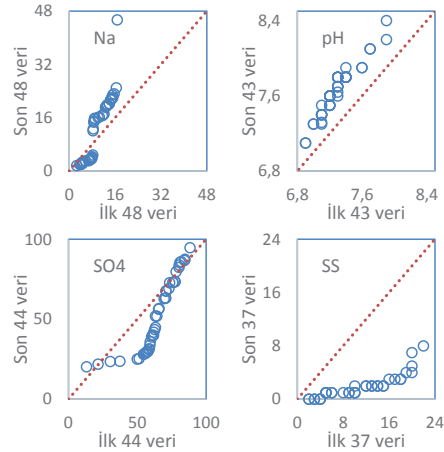 48
Na
Son 48 veri
32
16
0
0
16
32
48
İlk 48 veri
8,4
pH
Son 43 veri
7,6
6,8
6,8
7,6
8,4
İlk 43 veri
100
SO4
Son 44 veri
50
0
0
50
100
İlk 44 veri
24
SS
Son 37 veri
16
8
0
0
8
16
24
İlk 37 veri